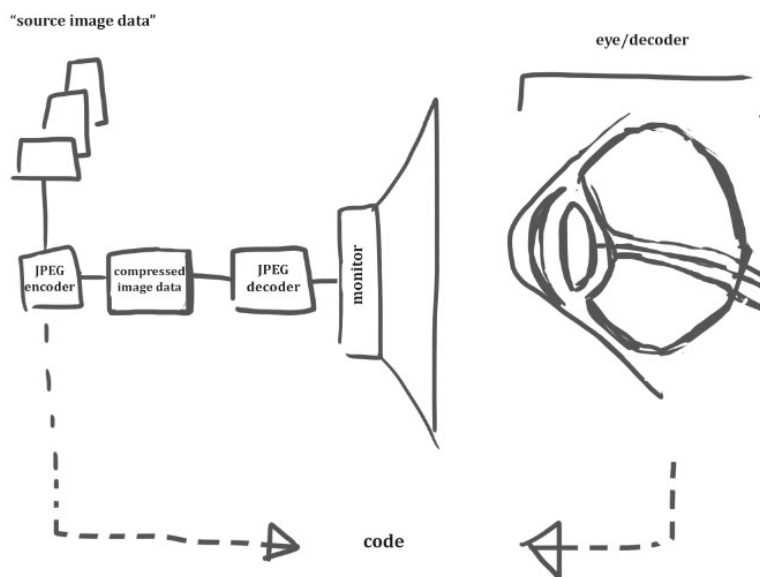 “source image data”
eye/decoder
JPEG
encoder
compressed
image data
JPEG
decoder
monitor
code